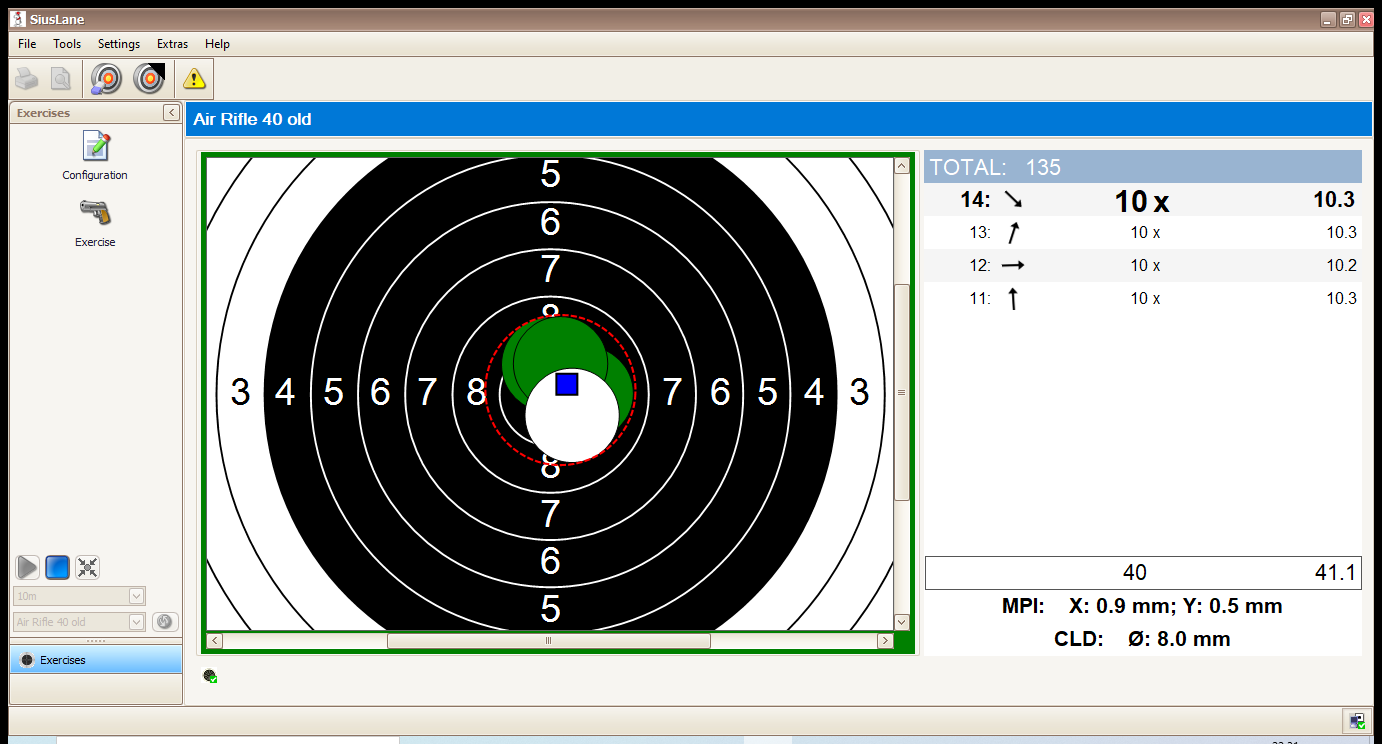 SiusLane
File Tools Settings Extras Help
Exercises
Configuration
Exercise
10m
Air Rifle 40 old
Exercises
Air Rifle 40 old
5
6
7
8
3 4 5 6 7 8 7 6 5 4 3
8
7
6
5
TOTAL: 135
14: 10 x 10.3
13: 10 x 10.3
12: 10 x 10.2
11: 10 x 10.3
40 41.1
MPI: X: 0.9 mm; Y: 0.5 mm
CLD: Ø: 8.0 mm